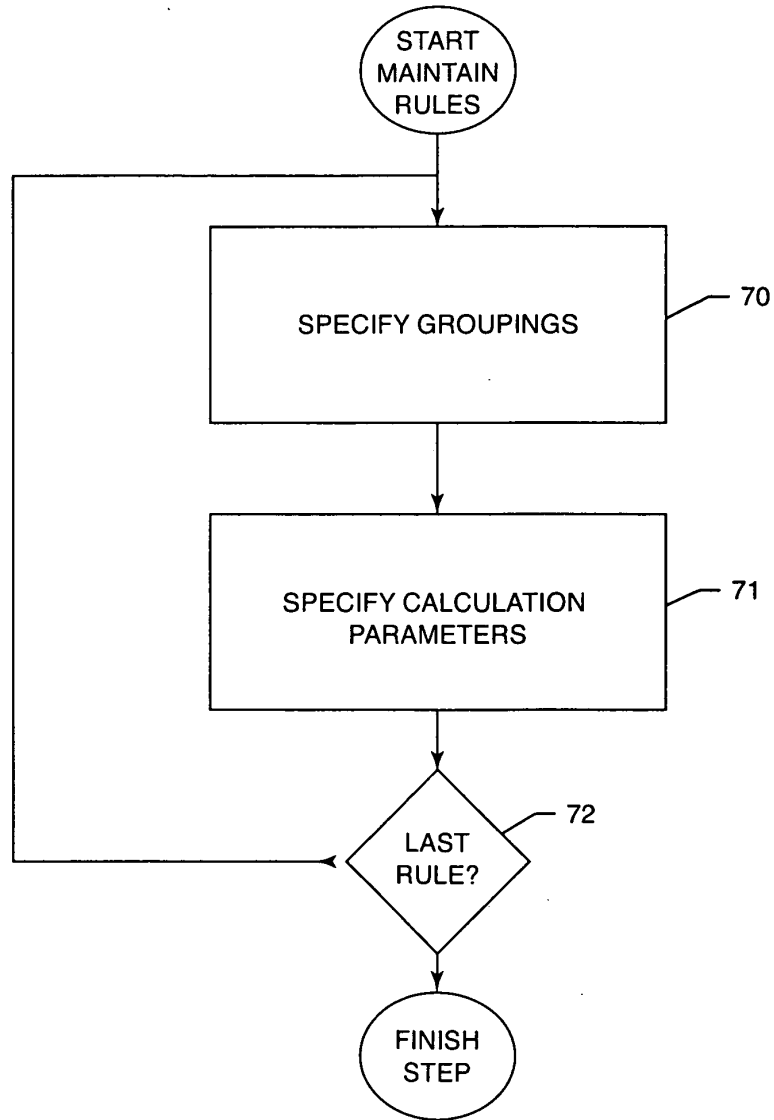 START
MAINTAIN
RULES
SPECIFY GROUPINGS
70
SPECIFY CALCULATION
PARAMETERS
71
LAST
RULE?
72
FINISH
STEP